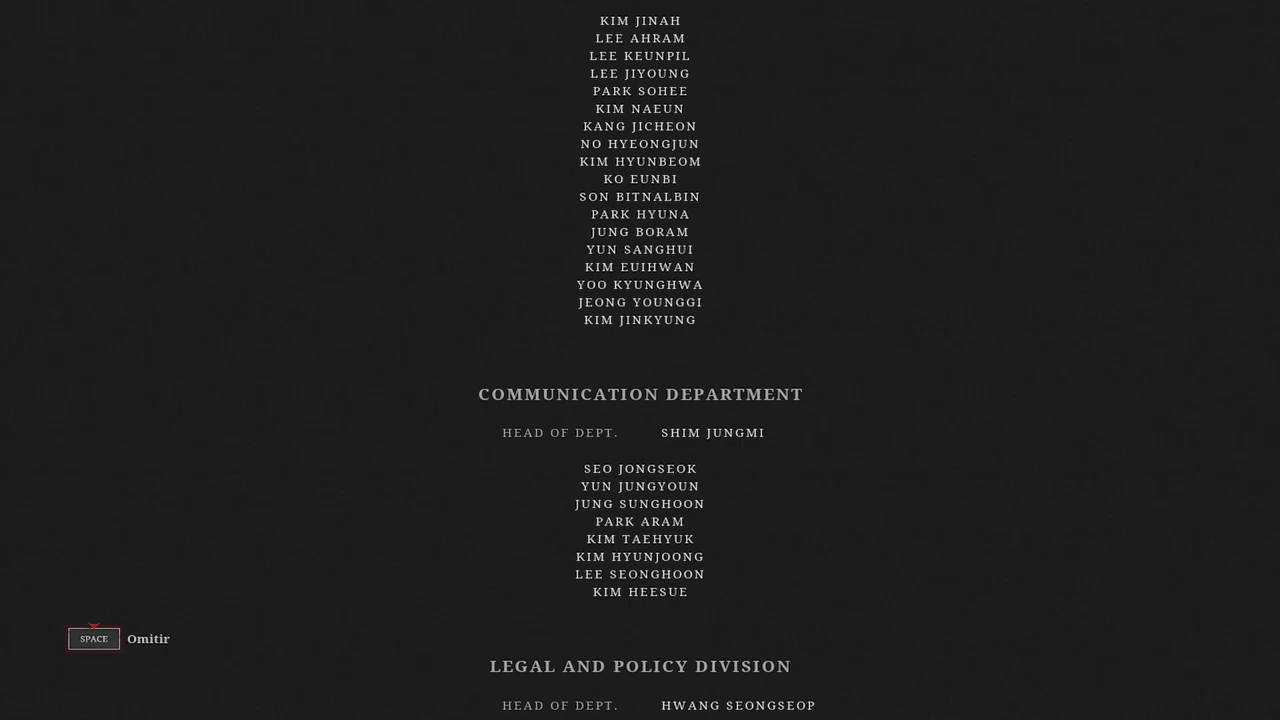 KIM JINAH
LEE AHRAM
LEE KEUNPIL
LEE JIYOUNG
PARK SOHEE
KIM NAEUN
KANG JICHEON
NO HYEONGJUN
KIM HYUNBEOM
KO EUNBI
SON BITNALBIN
PARK HYUNA
JUNG BORAM
YUN SANGHUI
KIM EUIHWAN
YOO KYUNGHWA
JEONG YOUNGGI
KIM JINKYUNG
COMMUNICATION DEPARTMENT
HEAD OF DEPT. SHIM JUNGMI
SEO JONGSEOK
YUN JUNGYOUN
JUNG SUNGHOON
PARK ARAM
KIM TAEHYUK
KIM HYUNJOONG
LEE SEONGHOON
KIM HEESUE
SPACE Omitir
LEGAL AND POLICY DIVISION
HEAD OF DEPT. HWANG SEONGSEOP